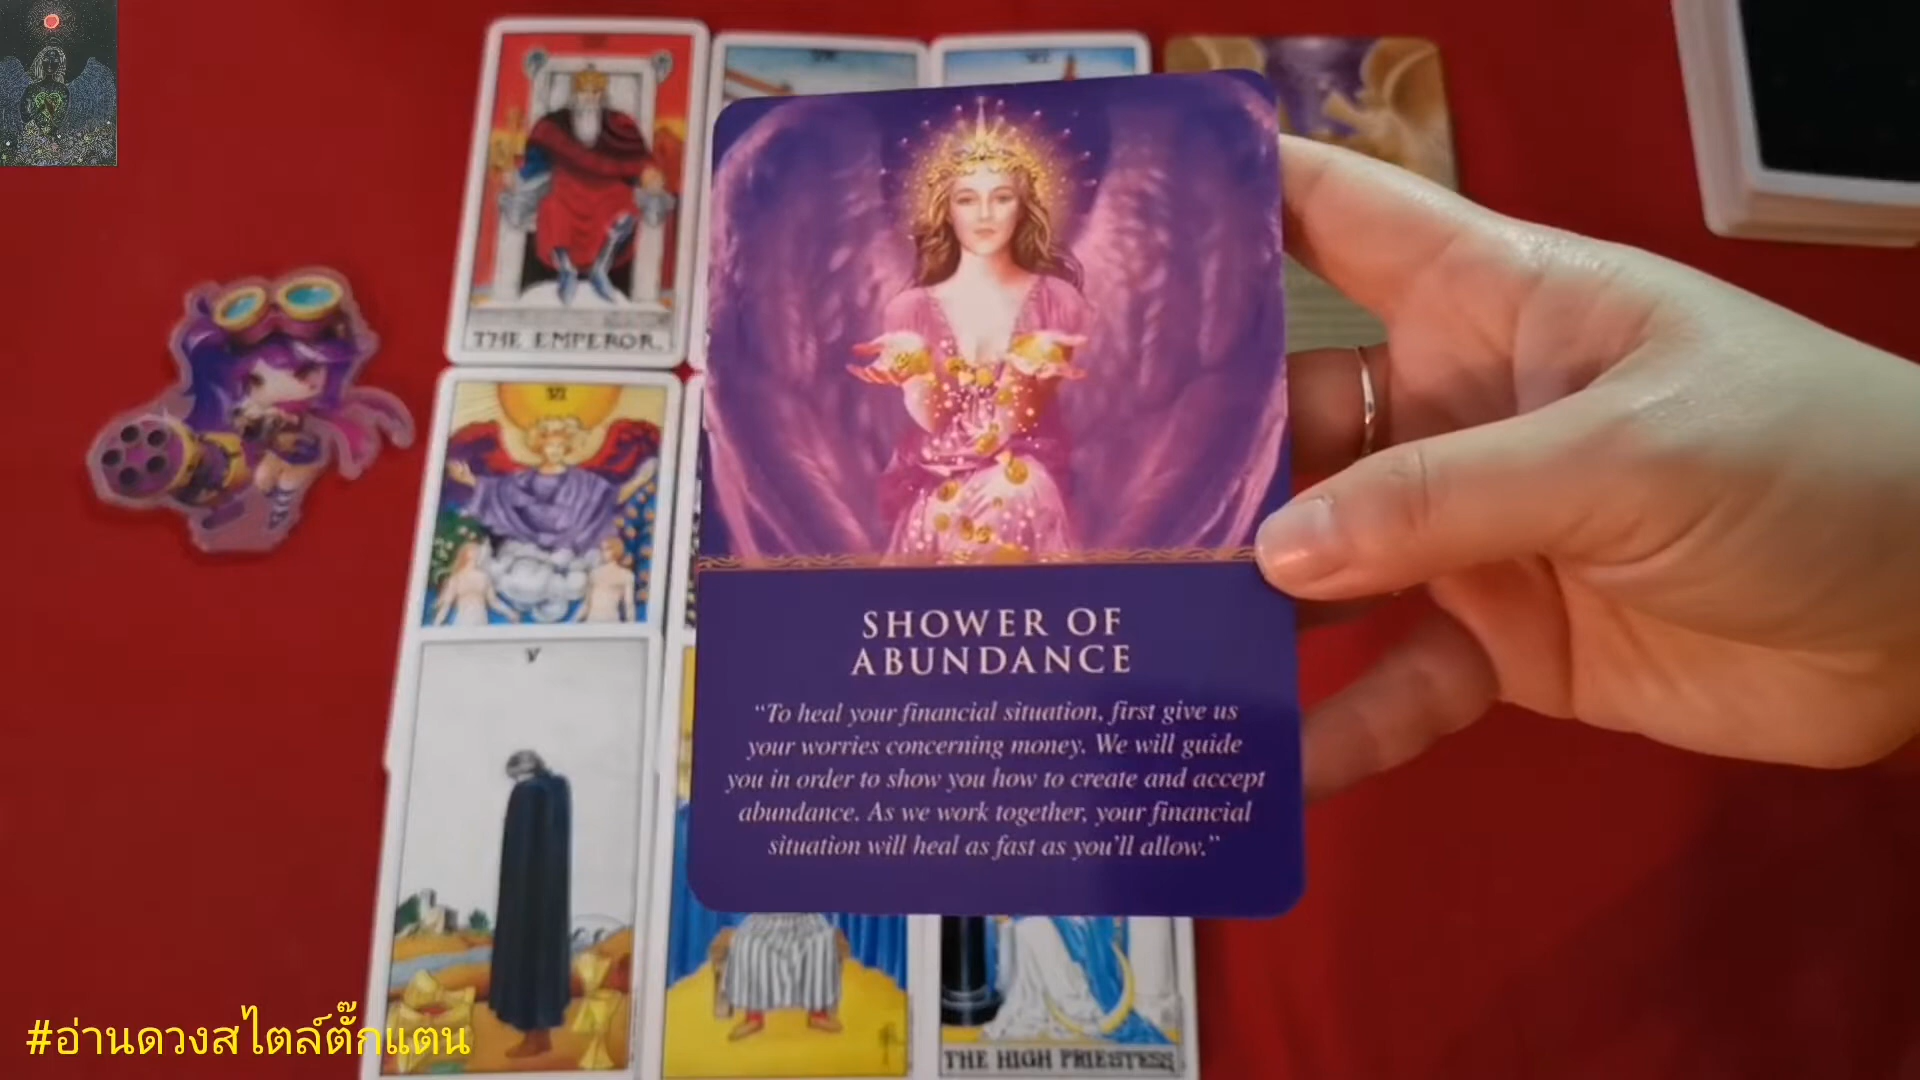 THE EMPEROR.
VI
SHOWER OF
ABUNDANCE
“To heal your financial situation, first give us
your worries concerning money. We will guide
you in order to show you how to create and accept
abundance. As we work together, your financial
situation will heal as fast as you’ll allow.”
V
THE HIGH PRIESTESS
#อ่านดวงสไตล์ตั๊กแตน